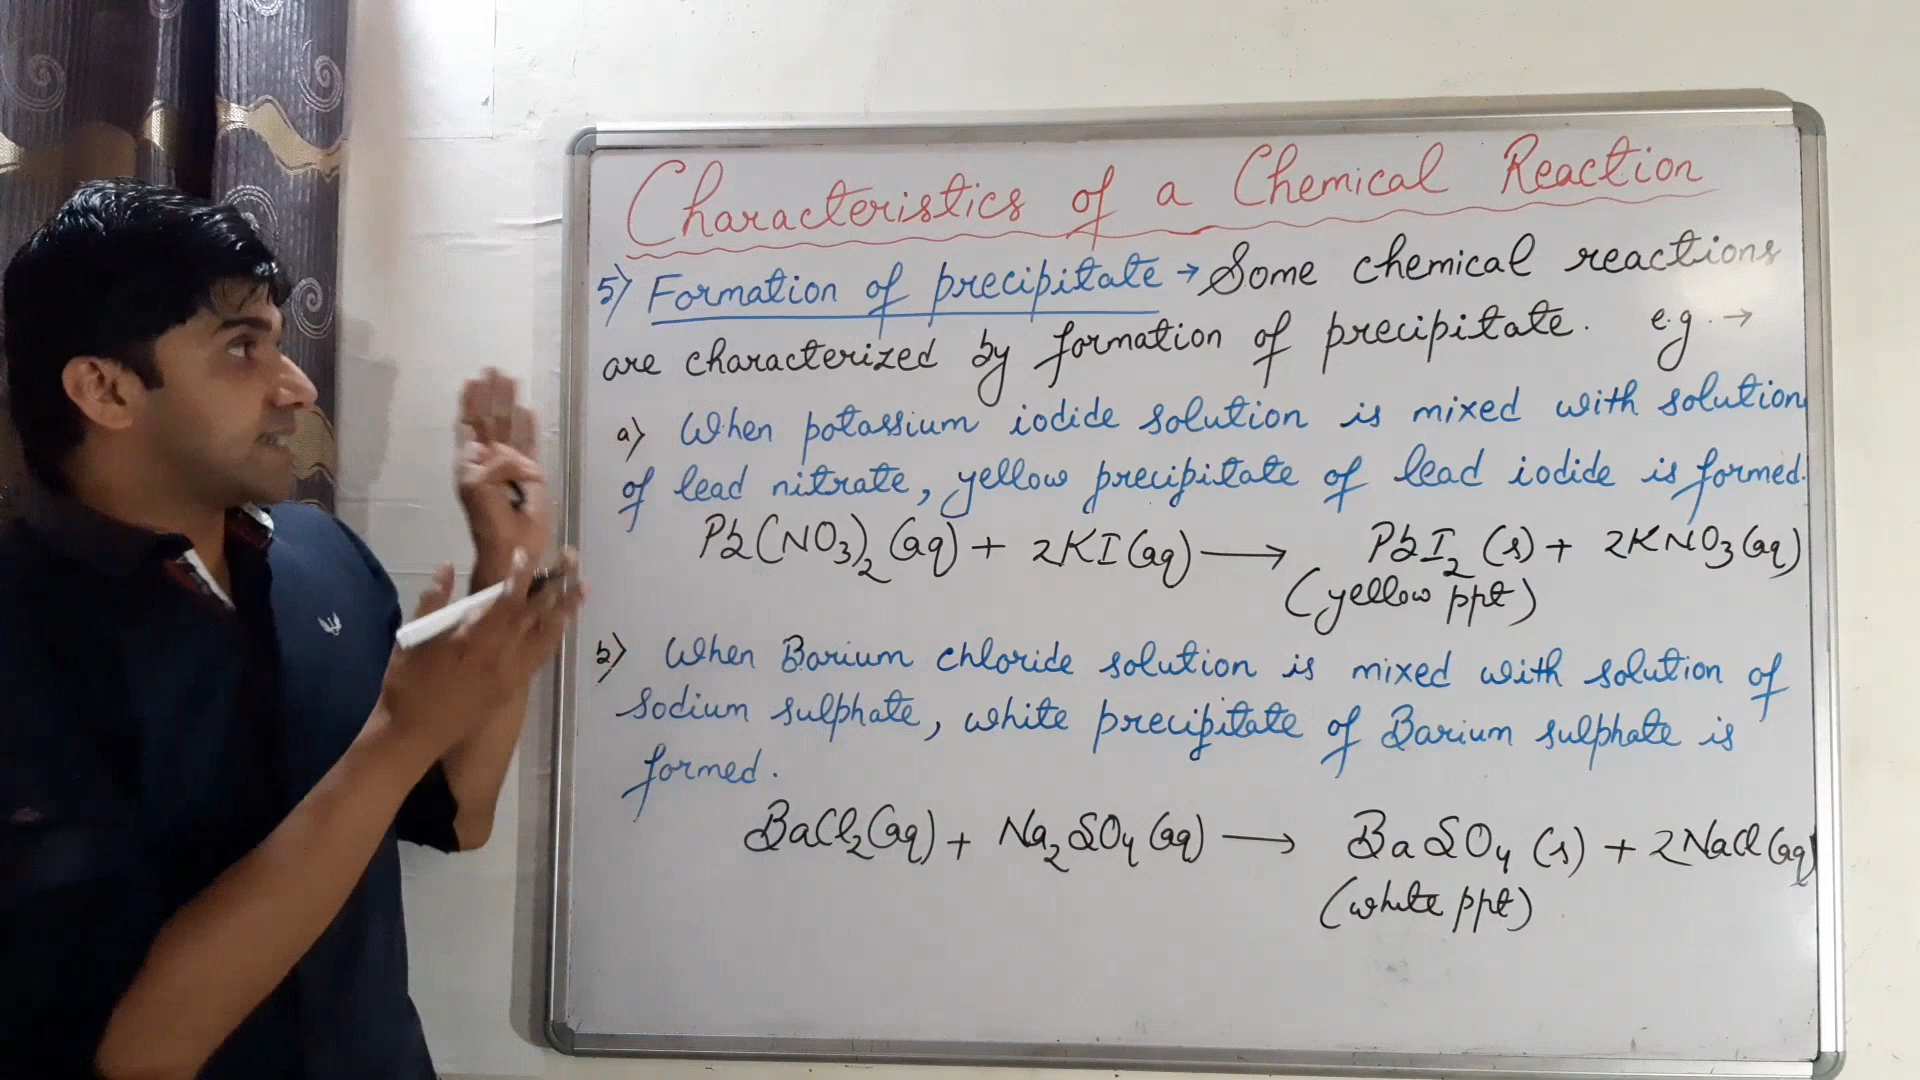 Characteristics of a Chemical Reaction
5) Formation of precipitate → Some chemical reactions
are characterized by formation of precipitate. e.g. →
a) When potassium iodide solution is mixed with solution
of lead nitrate, yellow precipitate of lead iodide is formed.
Pb(NO₃)₂(aq) + 2KI(aq) ⟶ PbI₂(s) + 2KNO₃(aq)
(yellow ppt)
b) When Barium chloride solution is mixed with solution of
sodium sulphate, white precipitate of Barium sulphate is
formed.
BaCl₂(aq) + Na₂SO₄(aq) ⟶ BaSO₄(s) + 2NaCl(aq)
(white ppt)